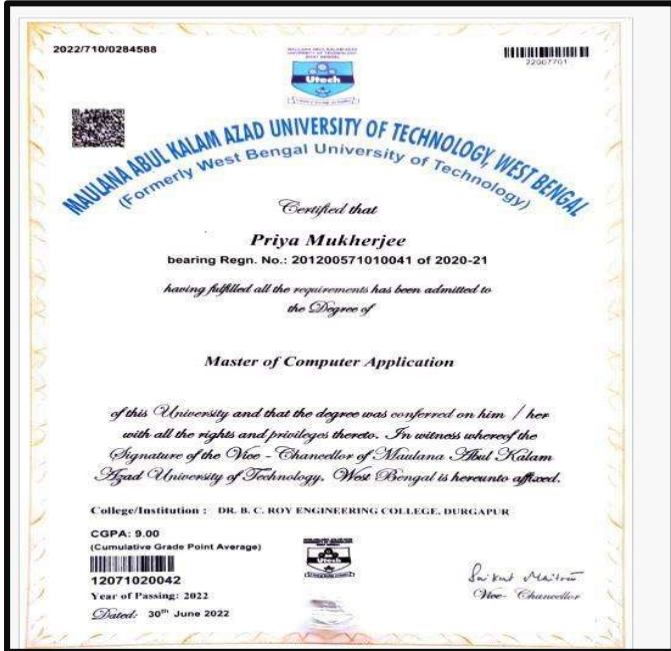 2022/710/0284588
22007701
Utech
MAULANA ABUL KALAM AZAD UNIVERSITY OF TECHNOLOGY, WEST BENGAL
(Formerly West Bengal University of Technology)
Certified that
Priya Mukherjee
bearing Regn. No.: 201200571010041 of 2020-21
having fulfilled all the requirements has been admitted to
the Degree of
Master of Computer Application
of this University and that the degree was conferred on him / her
with all the rights and privileges thereto. In witness whereof the
Signature of the Vice - Chancellor of Maulana Abul Kalam
Azad University of Technology, West Bengal is hereunto affixed.
College/Institution : DR. B. C. ROY ENGINEERING COLLEGE, DURGAPUR
CGPA: 9.00
(Cumulative Grade Point Average)
12071020042
Year of Passing: 2022
Dated: 30th June 2022
Utech
Saikat Maitra
Vice- Chancellor